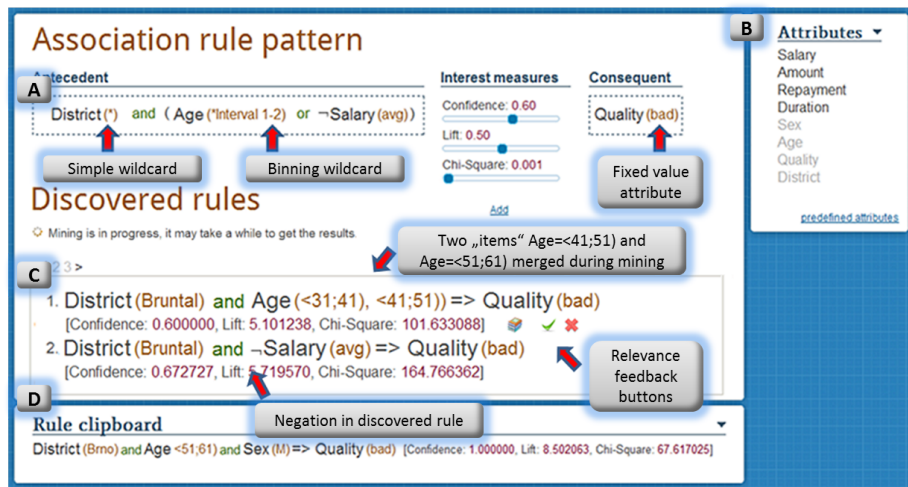 Association rule pattern
B
Attributes
Salary
Amount
Repayment
Duration
Sex
Age
Quality
District
predefined attributes
Antecedent
Interest measures
Consequent
A
District(*) and ( Age(*Interval 1-2) or ¬Salary(avg))
Confidence: 0.60
Lift: 0.50
Chi-Square: 0.001
Quality(bad)
Simple wildcard
Binning wildcard
Fixed value
attribute
Discovered rules
Add
Mining is in progress, it may take a while to get the results.
Two „items“ Age=<41;51) and
Age=<51;61) merged during mining
C
2 3 >
1. District(Bruntal) and Age(<31;41), <41;51)) => Quality(bad)
[Confidence: 0.600000, Lift: 5.101238, Chi-Square: 101.633088]
2. District(Bruntal) and ¬Salary(avg) => Quality(bad)
[Confidence: 0.672727, Lift: 5.719570, Chi-Square: 164.766362]
Relevance
feedback
buttons
D
Negation in discovered rule
Rule clipboard
District(Brno) and Age <51;61) and Sex(M)=> Quality(bad) [Confidence: 1.000000, Lift: 8.502063, Chi-Square: 67.617025]